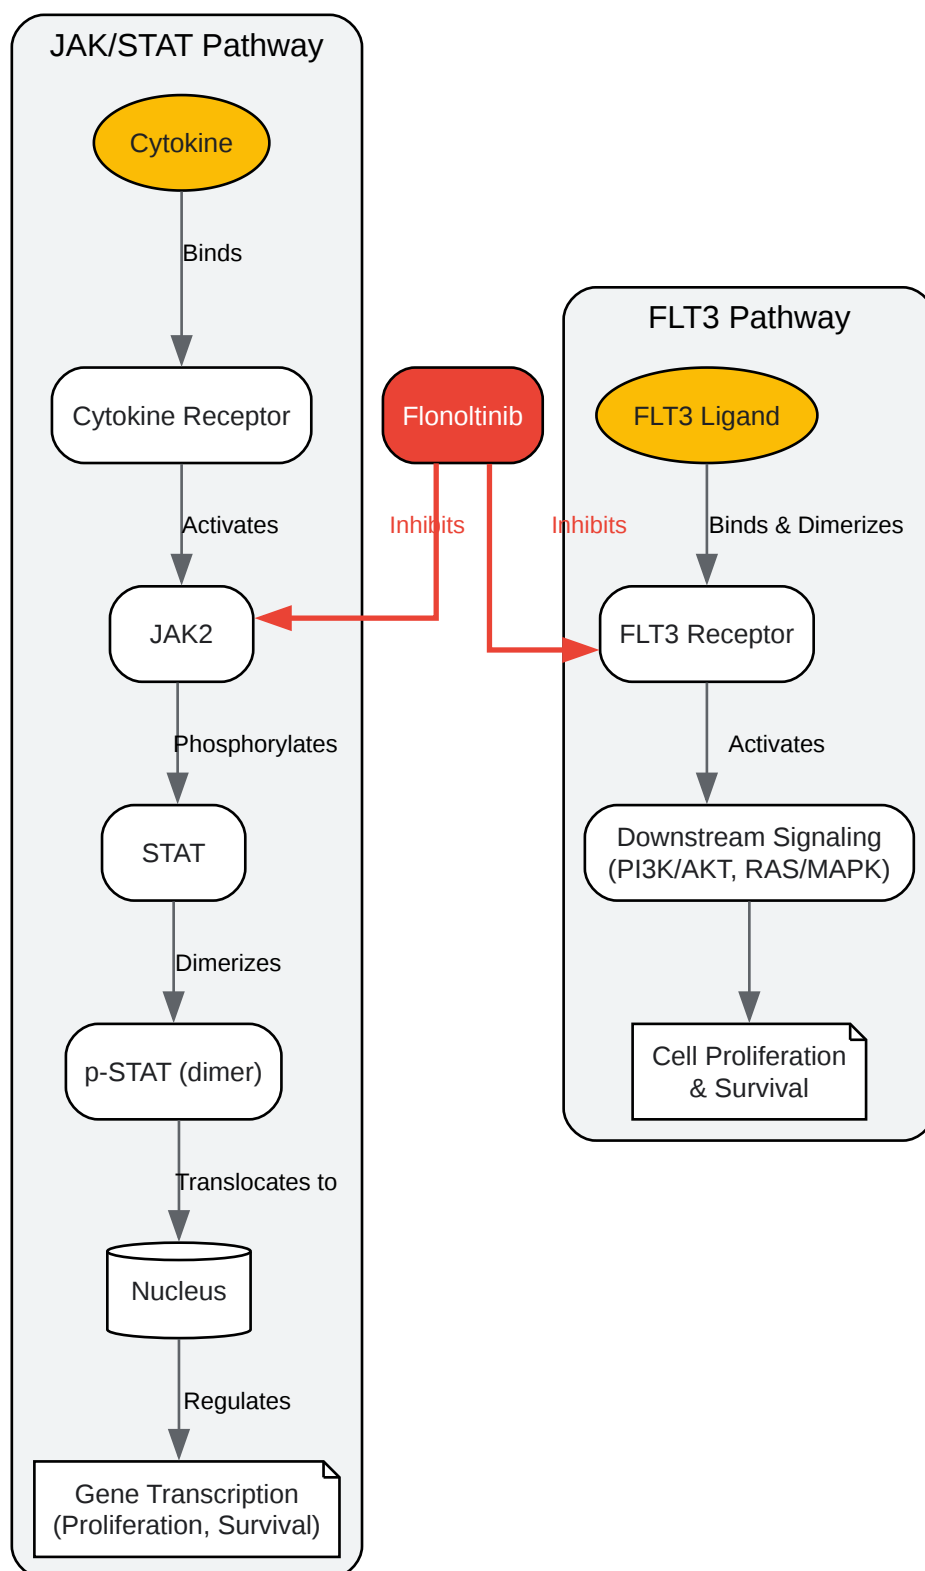 JAK/STAT Pathway
Cytokine
Binds
Cytokine Receptor
Activates
JAK2
Phosphorylates
STAT
Dimerizes
p-STAT (dimer)
Translocates to
Nucleus
Regulates
Gene Transcription
(Proliferation, Survival)
Flonoltinib
Inhibits
Inhibits
FLT3 Pathway
FLT3 Ligand
Binds & Dimerizes
FLT3 Receptor
Activates
Downstream Signaling
(PI3K/AKT, RAS/MAPK)
Cell Proliferation
& Survival